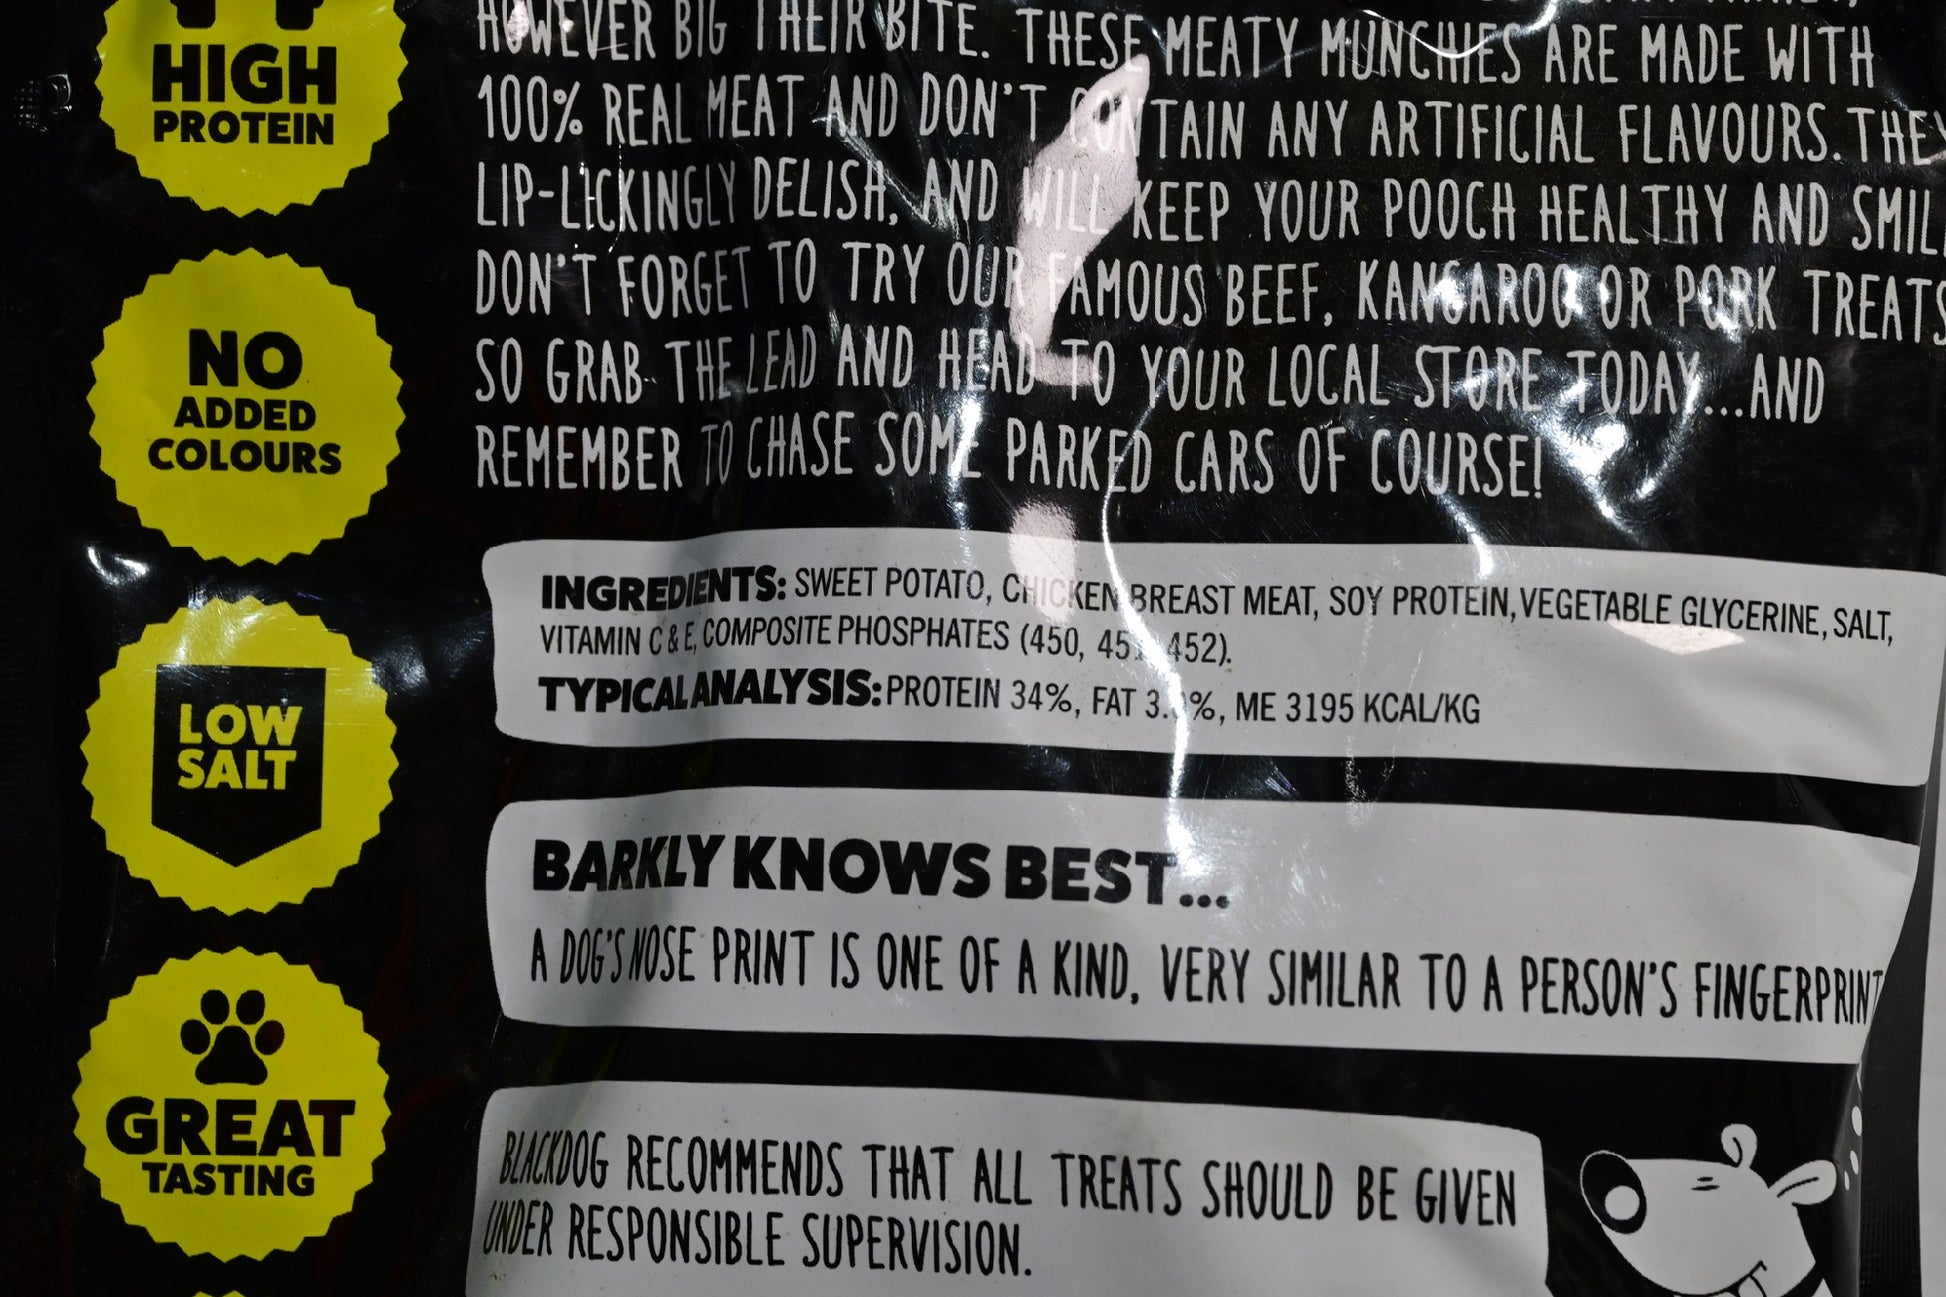 HIGH
PROTEIN
NO
ADDED
COLOURS
LOW
SALT
GREAT
TASTING
HOWEVER BIG THEIR BITE. THESE MEATY MUNCHIES ARE MADE WITH
100% REAL MEAT AND DON'T CONTAIN ANY ARTIFICIAL FLAVOURS. THEY
LIP-LICKINGLY DELISH, AND WILL KEEP YOUR POOCH HEALTHY AND
DON'T FORGET TO TRY OUR FAMOUS BEEF, KANGAROO OR PORK TREATS
SO GRAB THE LEAD AND HEAD TO YOUR LOCAL STORE TODAY...AND
REMEMBER TO CHASE SOME PARKED CARS OF COURSE!
INGREDIENTS: SWEET POTATO, CHICKEN BREAST MEAT, SOY PROTEIN, VEGETABLE GLYCERINE, SALT,
VITAMIN C & E, COMPOSITE PHOSPHATES (450, 452).
TYPICAL ANALYSIS: PROTEIN 34%, FAT ME 3195 KCAL/KG
BARKLY KNOWS BEST...
A DOG'S NOSE PRINT IS ONE OF A KIND, VERY SIMILAR TO A PERSON'S FINGERPRINT
BLACKDOG RECOMMENDS THAT ALL TREATS SHOULD BE GIVEN
UNDER RESPONSIBLE SUPERVISION.